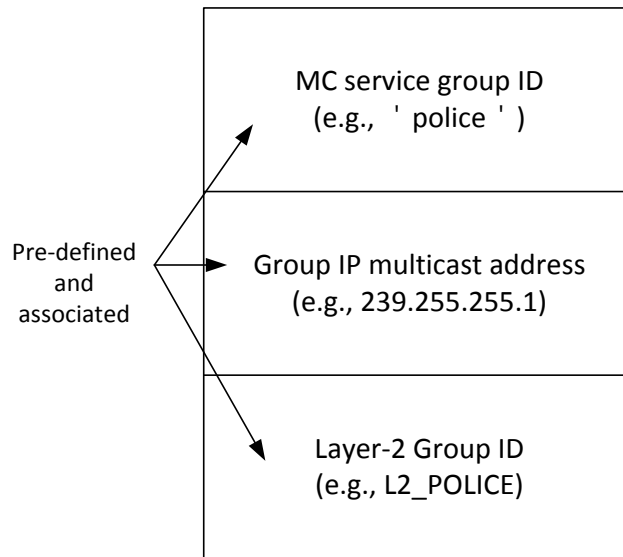 MC service group ID
(e.g., ＇police＇)
Pre-defined
and
associated
Group IP multicast address
(e.g., 239.255.255.1)
Layer-2 Group ID
(e.g., L2_POLICE)